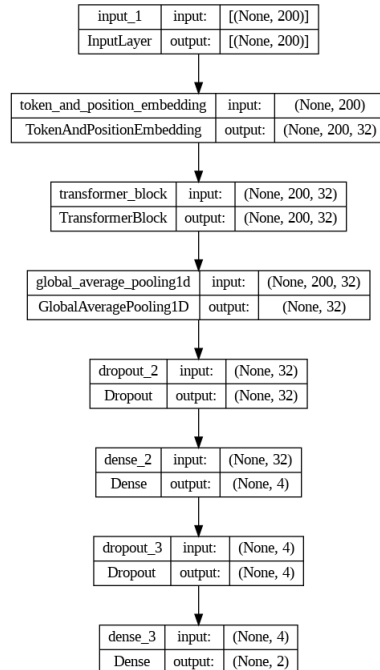 input_1 input: [(None, 200)]
InputLayer output: [(None, 200)]
token_and_position_embedding input: (None, 200)
TokenAndPositionEmbedding output: (None, 200, 32)
transformer_block input: (None, 200, 32)
TransformerBlock output: (None, 200, 32)
global_average_pooling1d input: (None, 200, 32)
GlobalAveragePooling1D output: (None, 32)
dropout_2 input: (None, 32)
Dropout output: (None, 32)
dense_2 input: (None, 32)
Dense output: (None, 4)
dropout_3 input: (None, 4)
Dropout output: (None, 4)
dense_3 input: (None, 4)
Dense output: (None, 2)